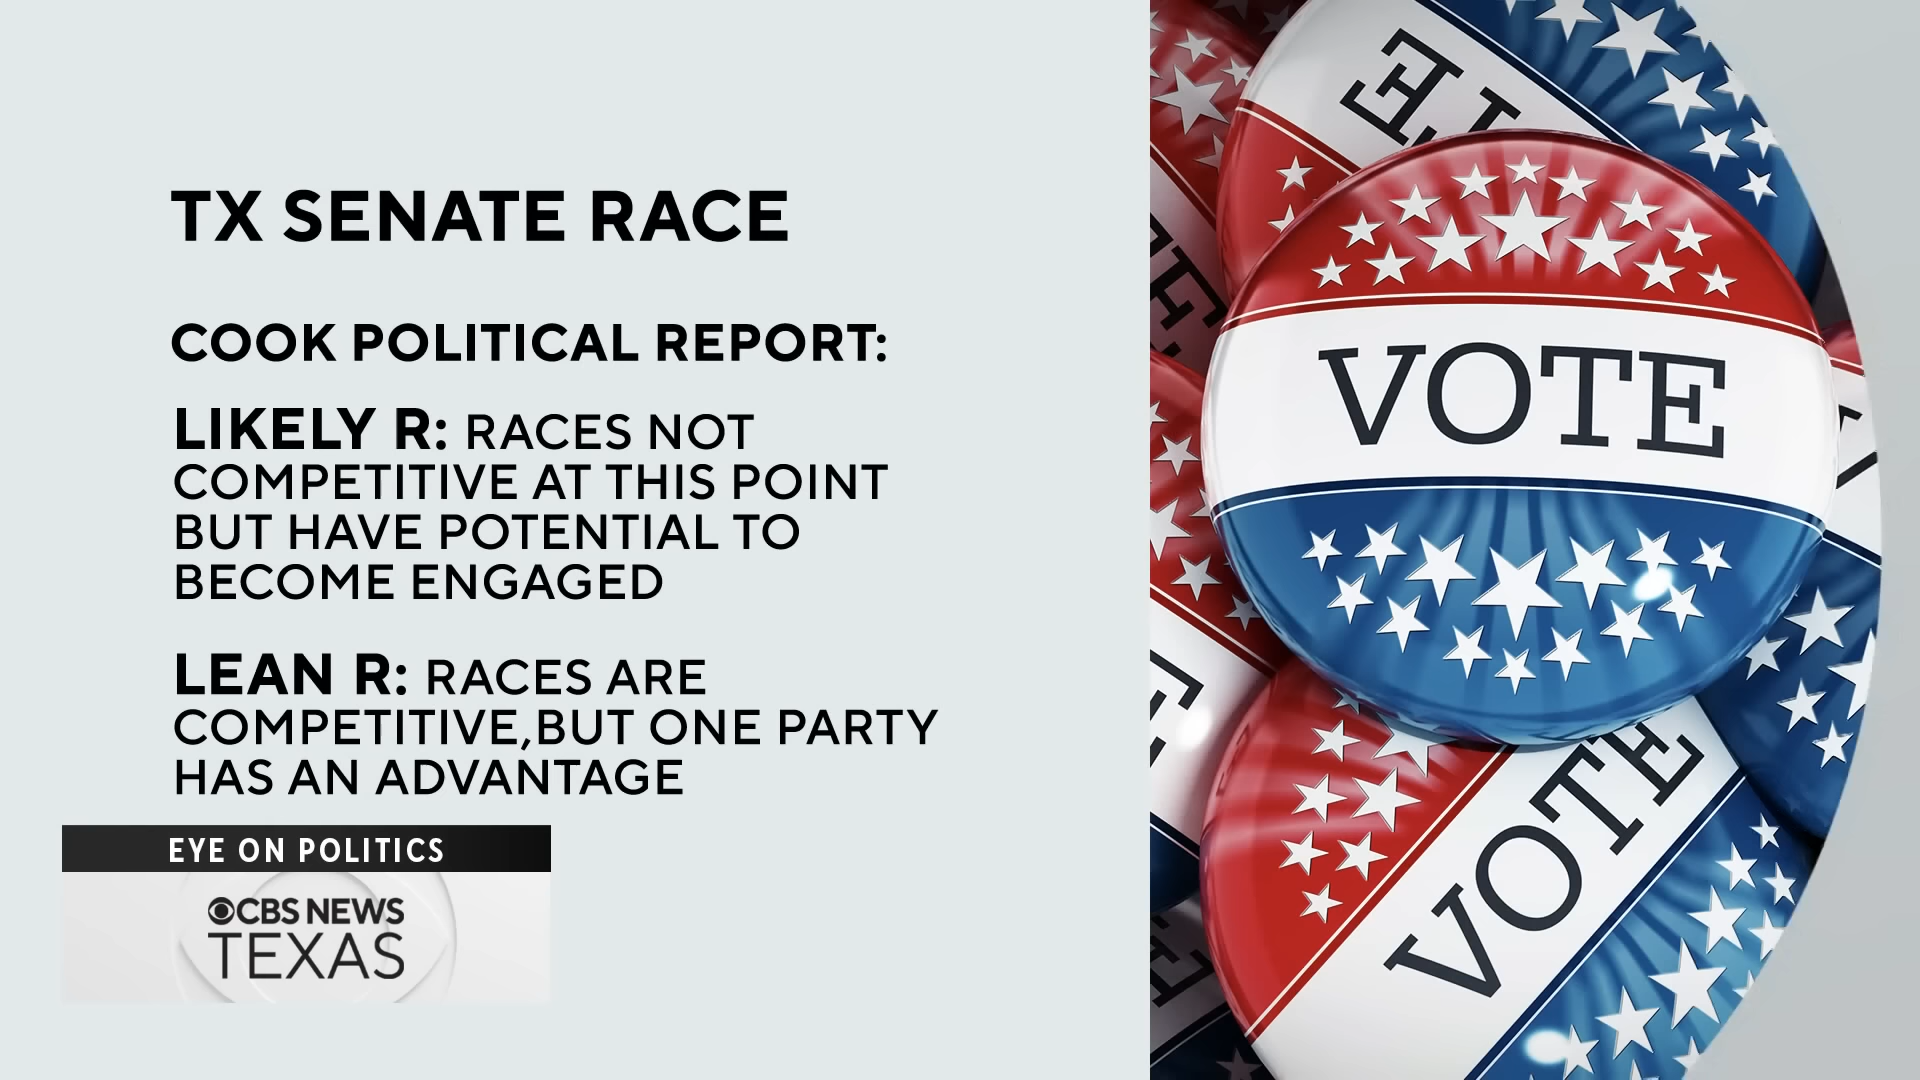 TX SENATE RACE
COOK POLITICAL REPORT:
LIKELY R: RACES NOT
COMPETITIVE AT THIS POINT
BUT HAVE POTENTIAL TO
BECOME ENGAGED
LEAN R: RACES ARE
COMPETITIVE,BUT ONE PARTY
HAS AN ADVANTAGE
EYE ON POLITICS
CBS NEWS
TEXAS
VOTE
VOTE